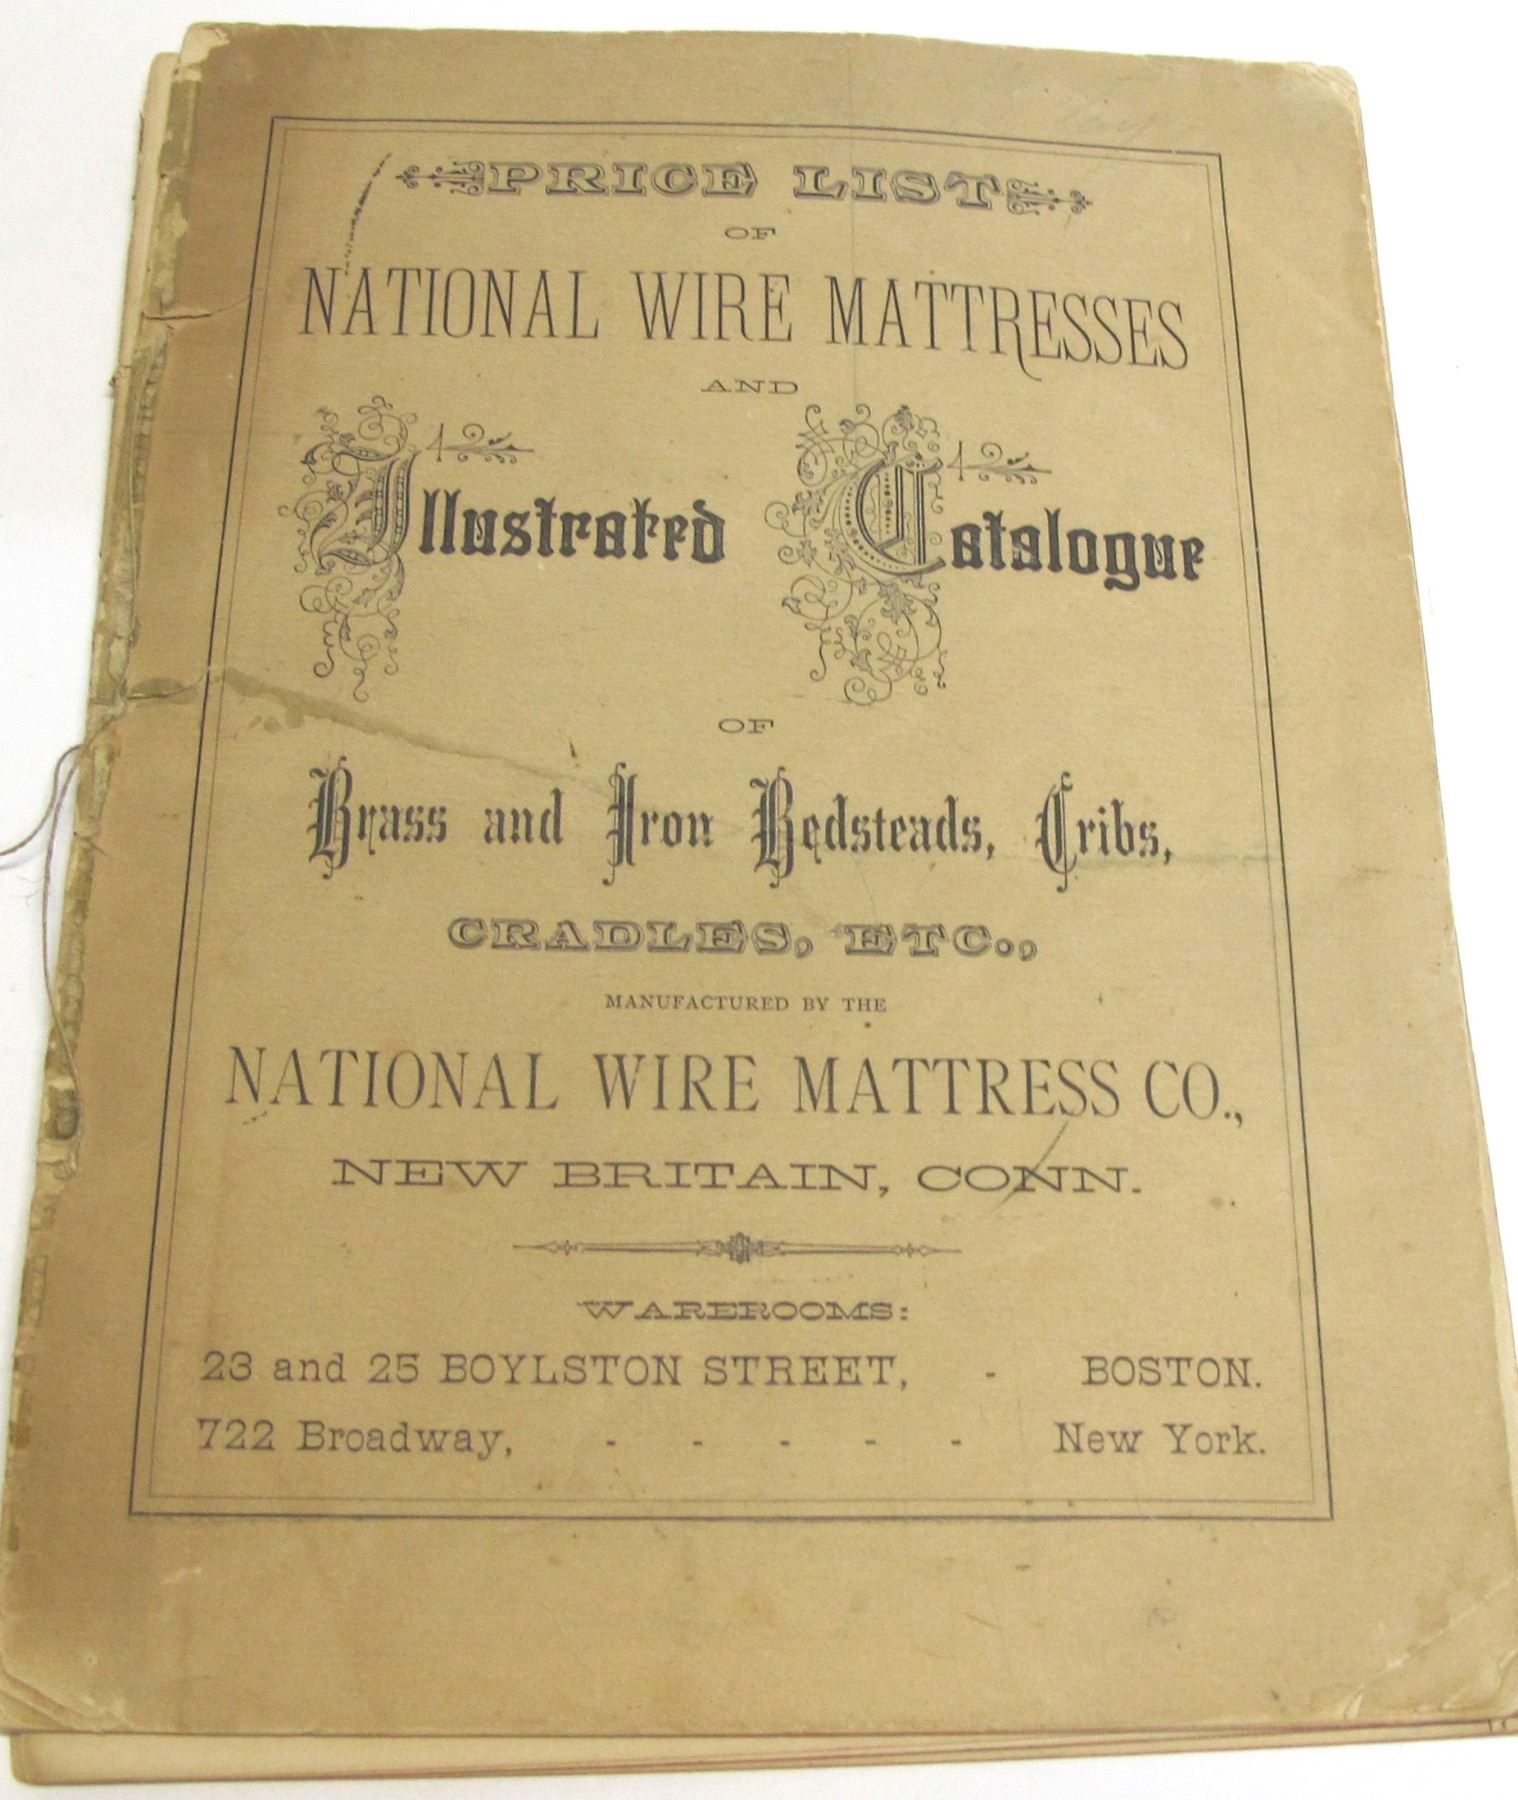 PRICE LIST
OF
NATIONAL WIRE MATTRESSES
AND
Illustrated Catalogue
OF
Brass and Iron Bedsteads, Cribs,
CRADLES, ETC.,
MANUFACTURED BY THE
NATIONAL WIRE MATTRESS CO.,
NEW BRITAIN, CONN.
WAREROOMS:
23 and 25 BOYLSTON STREET, - BOSTON.
722 Broadway, - - - - - New York.